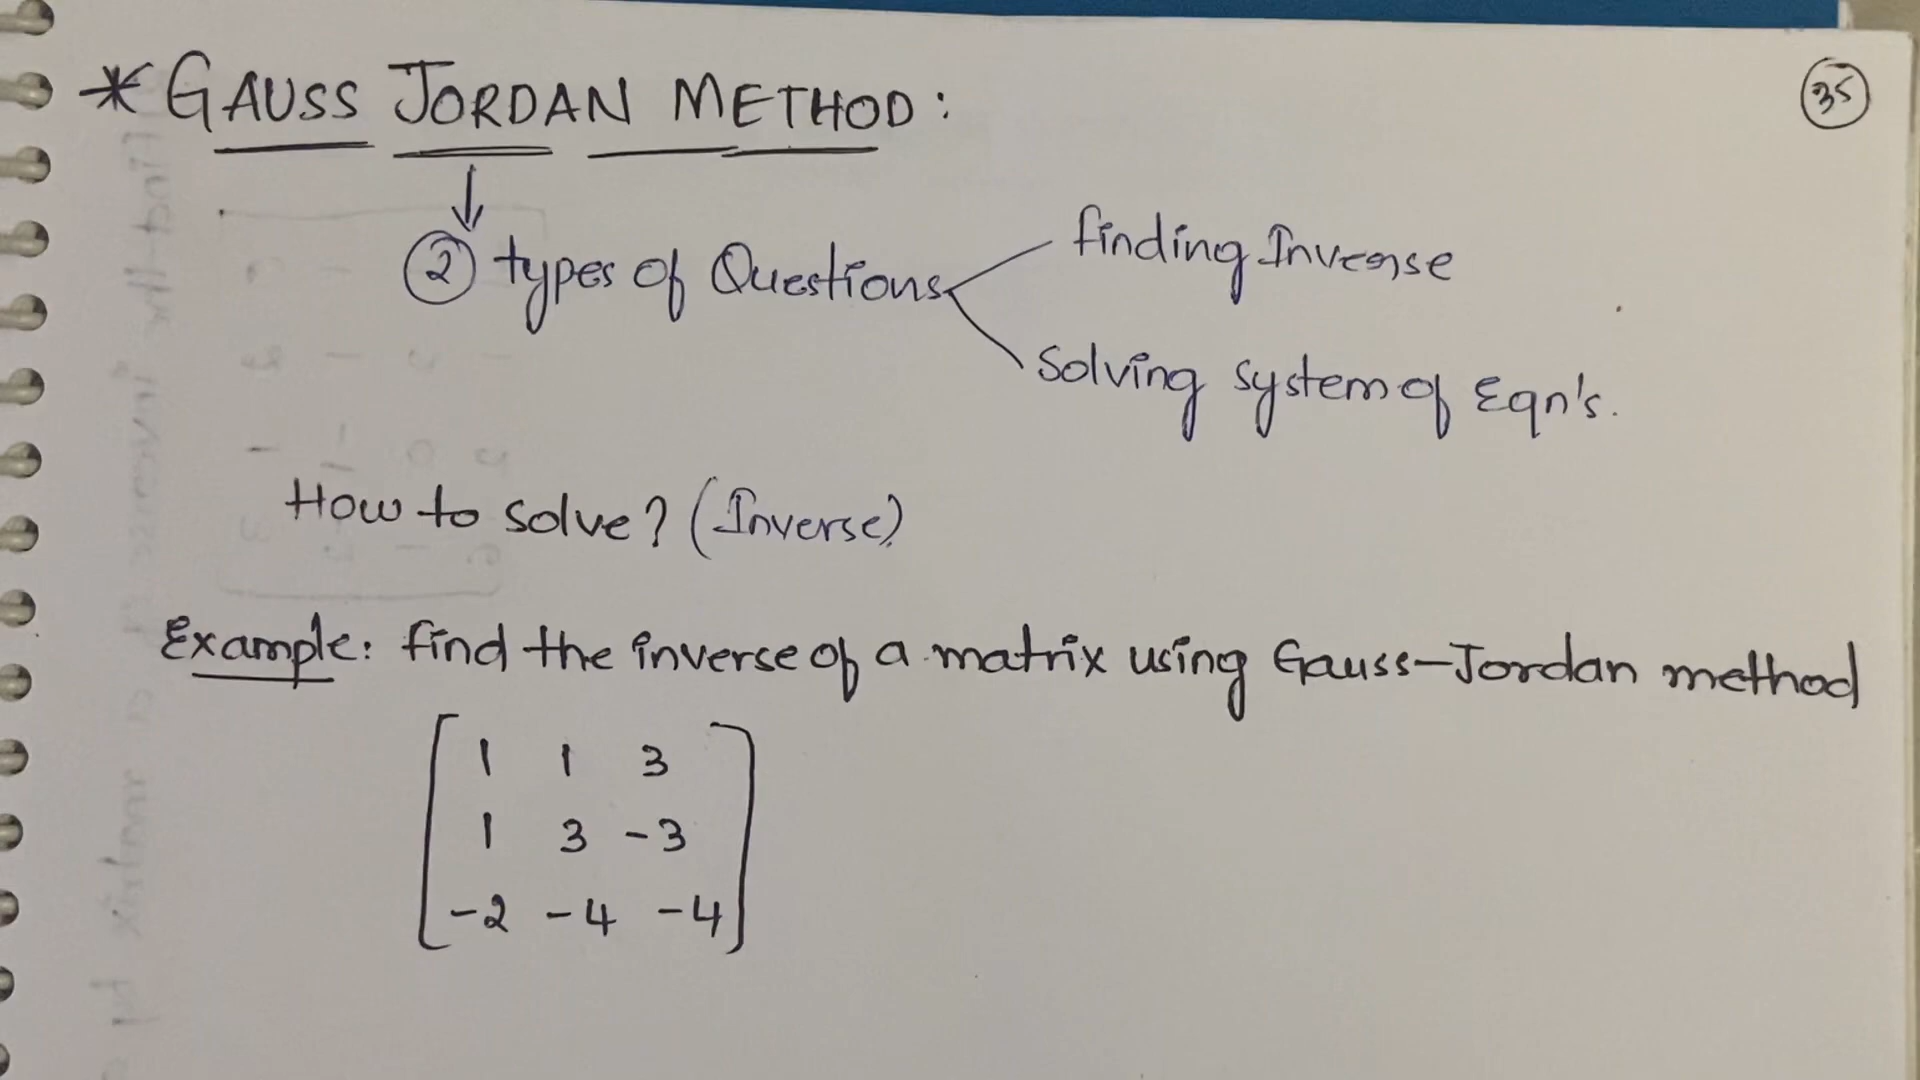 * GAUSS JORDAN METHOD:
35
↓
② types of Questions
finding Inverse
Solving system of Eqn's.
How to solve? (Inverse)
Example: find the inverse of a matrix using Gauss-Jordan method
1 1 3
1 3 -3
-2 -4 -4